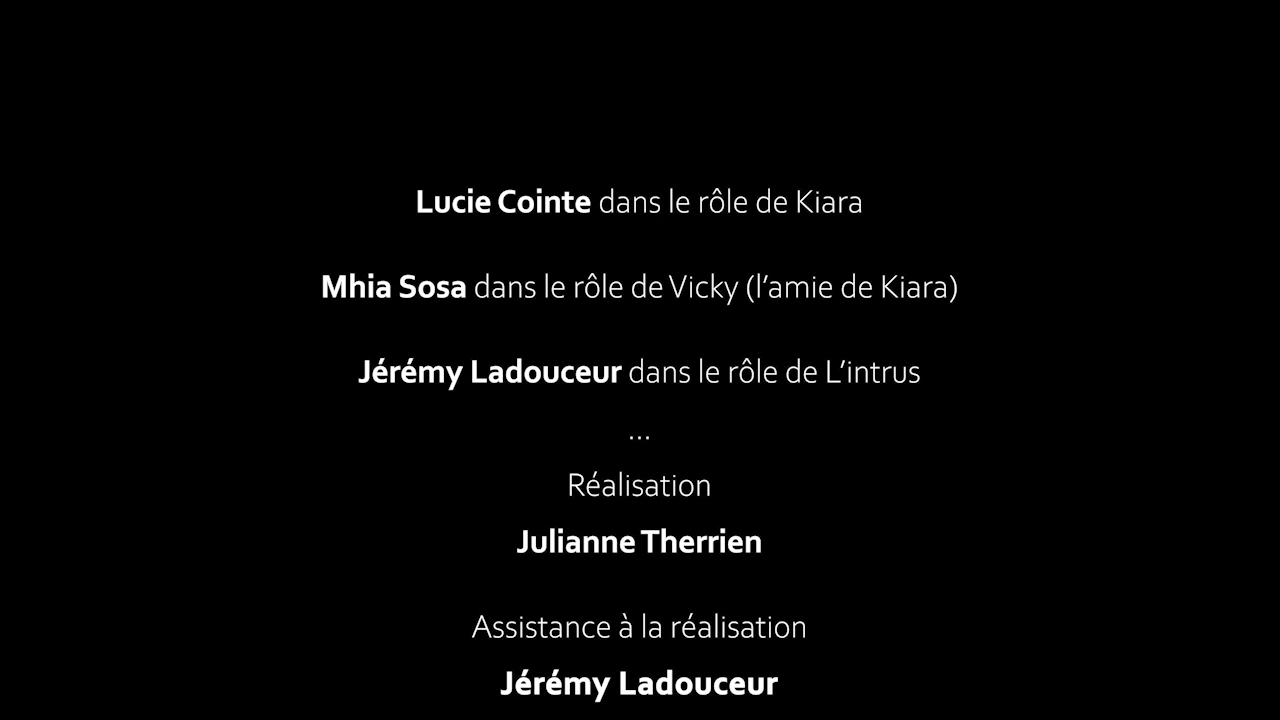 Lucie Cointe dans le rôle de Kiara
Mhia Sosa dans le rôle de Vicky (l’amie de Kiara)
Jérémy Ladouceur dans le rôle de L’intrus
...
Réalisation
Julianne Therrien
Assistance à la réalisation
Jérémy Ladouceur